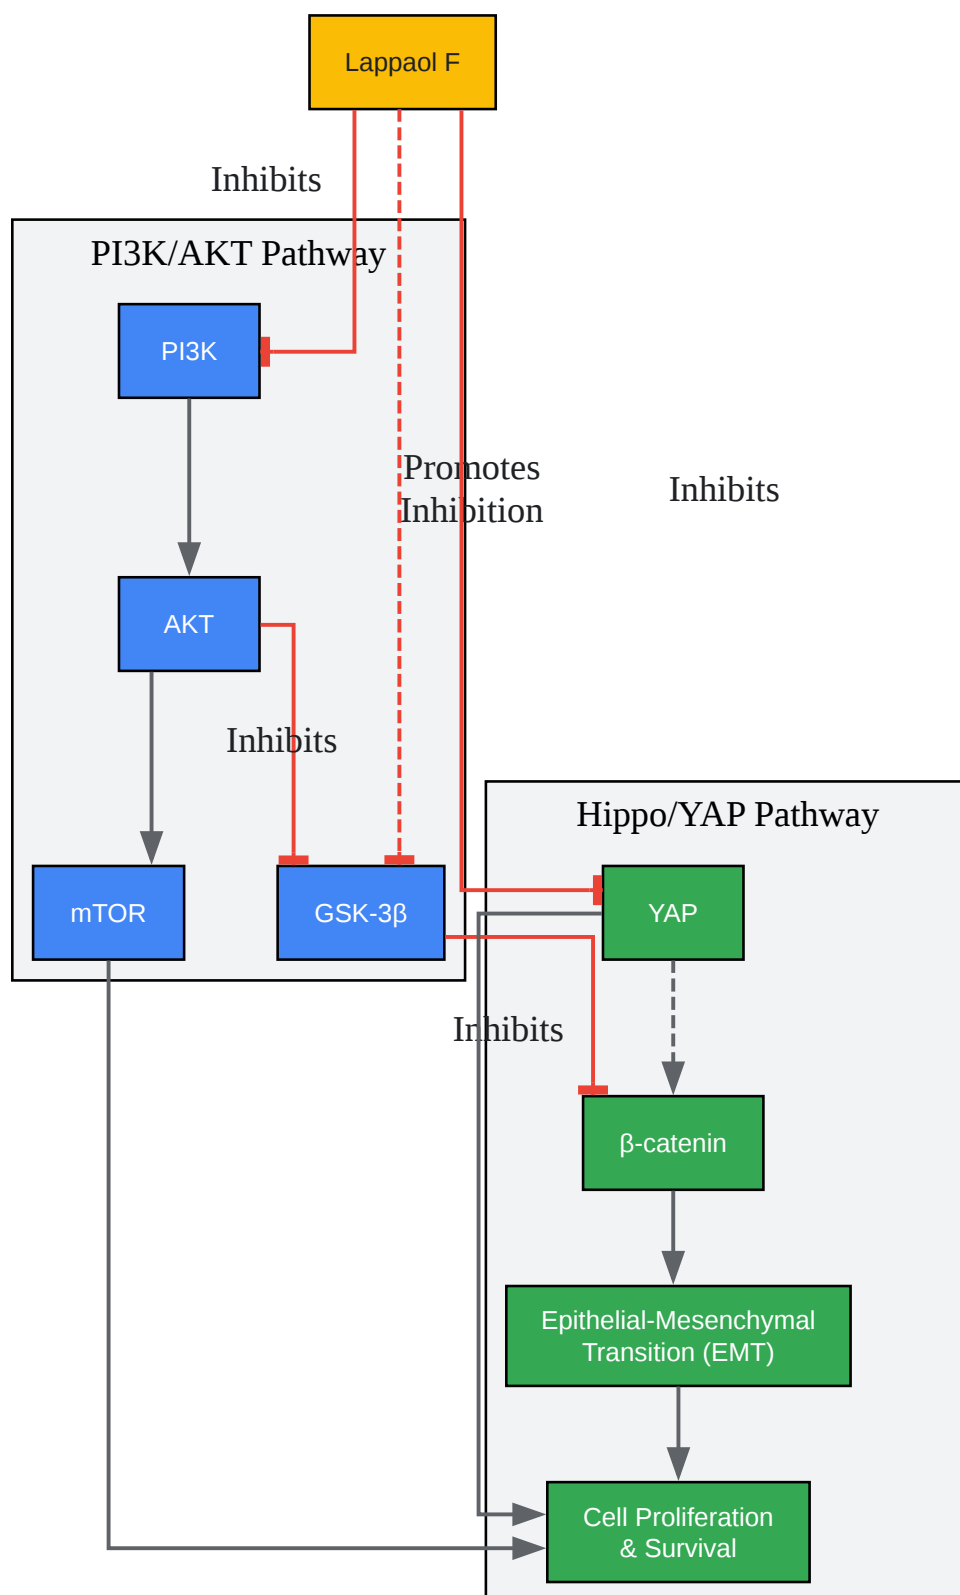 Lappaol F
Inhibits
PI3K/AKT Pathway
PI3K
Promotes
Inhibition
Inhibits
AKT
Inhibits
Hippo/YAP Pathway
mTOR
GSK-3β
YAP
Inhibits
β-catenin
Epithelial-Mesenchymal
Transition (EMT)
Cell Proliferation
& Survival